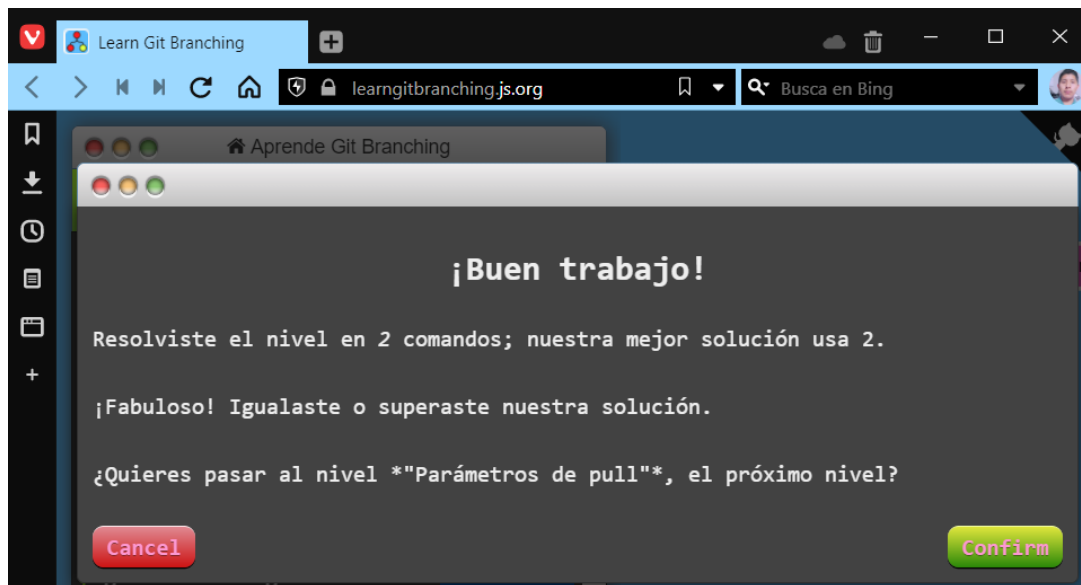 Learn Git Branching
learngitbranching.js.org
Busca en Bing
Aprende Git Branching
¡Buen trabajo!
Resolviste el nivel en 2 comandos; nuestra mejor solución usa 2.
¡Fabuloso! Igualaste o superaste nuestra solución.
¿Quieres pasar al nivel *"Parámetros de pull"*, el próximo nivel?
Cancel
Confirm